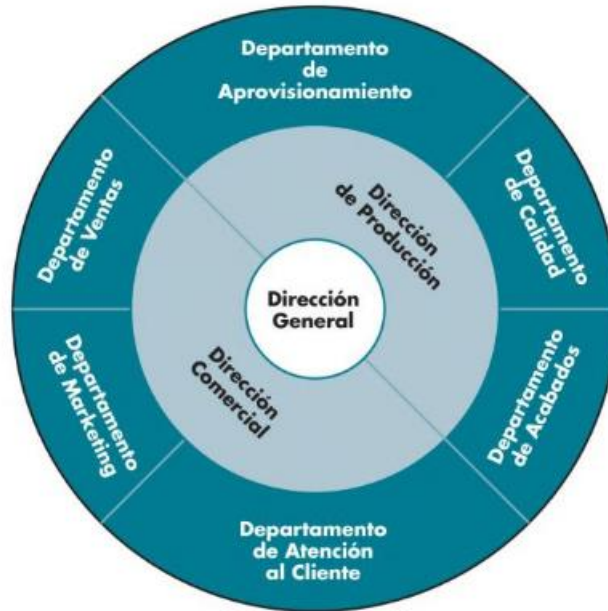 Departamento
de
Aprovisionamiento
Departamento
de Ventas
Departamento
de Calidad
Dirección
de Producción
Dirección
General
Dirección
Comercial
Departamento
de Marketing
Departamento
de Acabados
Departamento
de Atención
al Cliente